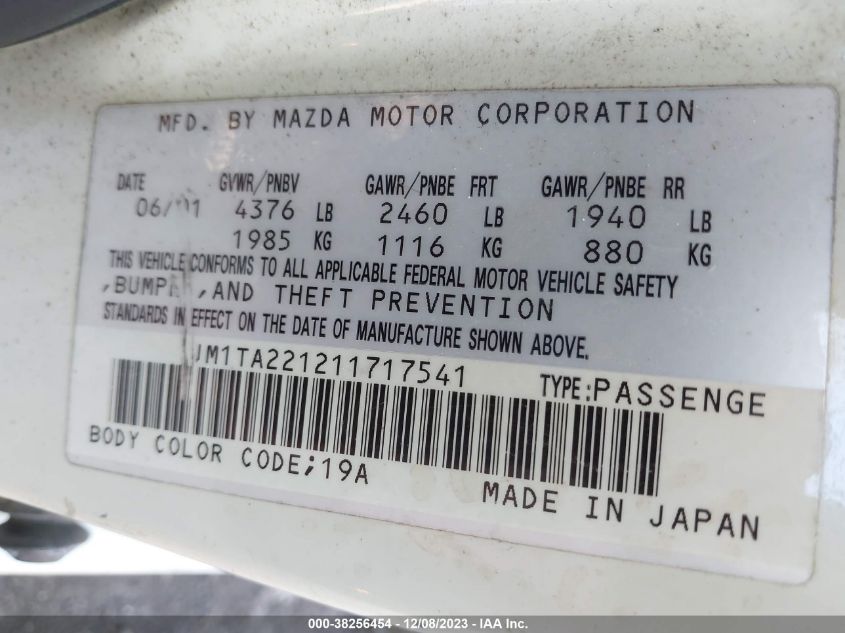 MFD. BY MAZDA MOTOR CORPORATION
DATE GVWR/PNBV GAWR/PNBE FRT GAWR/PNBE RR
06/01 4376 LB 2460 LB 1940 LB
1985 KG 1116 KG 880 KG
THIS VEHICLE CONFORMS TO ALL APPLICABLE FEDERAL MOTOR VEHICLE SAFETY
,BUMPE ,AND THEFT PREVENTION
STANDARDS IN EFFECT ON THE DATE OF MANUFACTURE SHOWN ABOVE.
JM1TA221211717541 TYPE:PASSENGE
BODY COLOR CODE;19A
MADE IN JAPAN
000-38256454 - 12/08/2023 - IAA Inc.